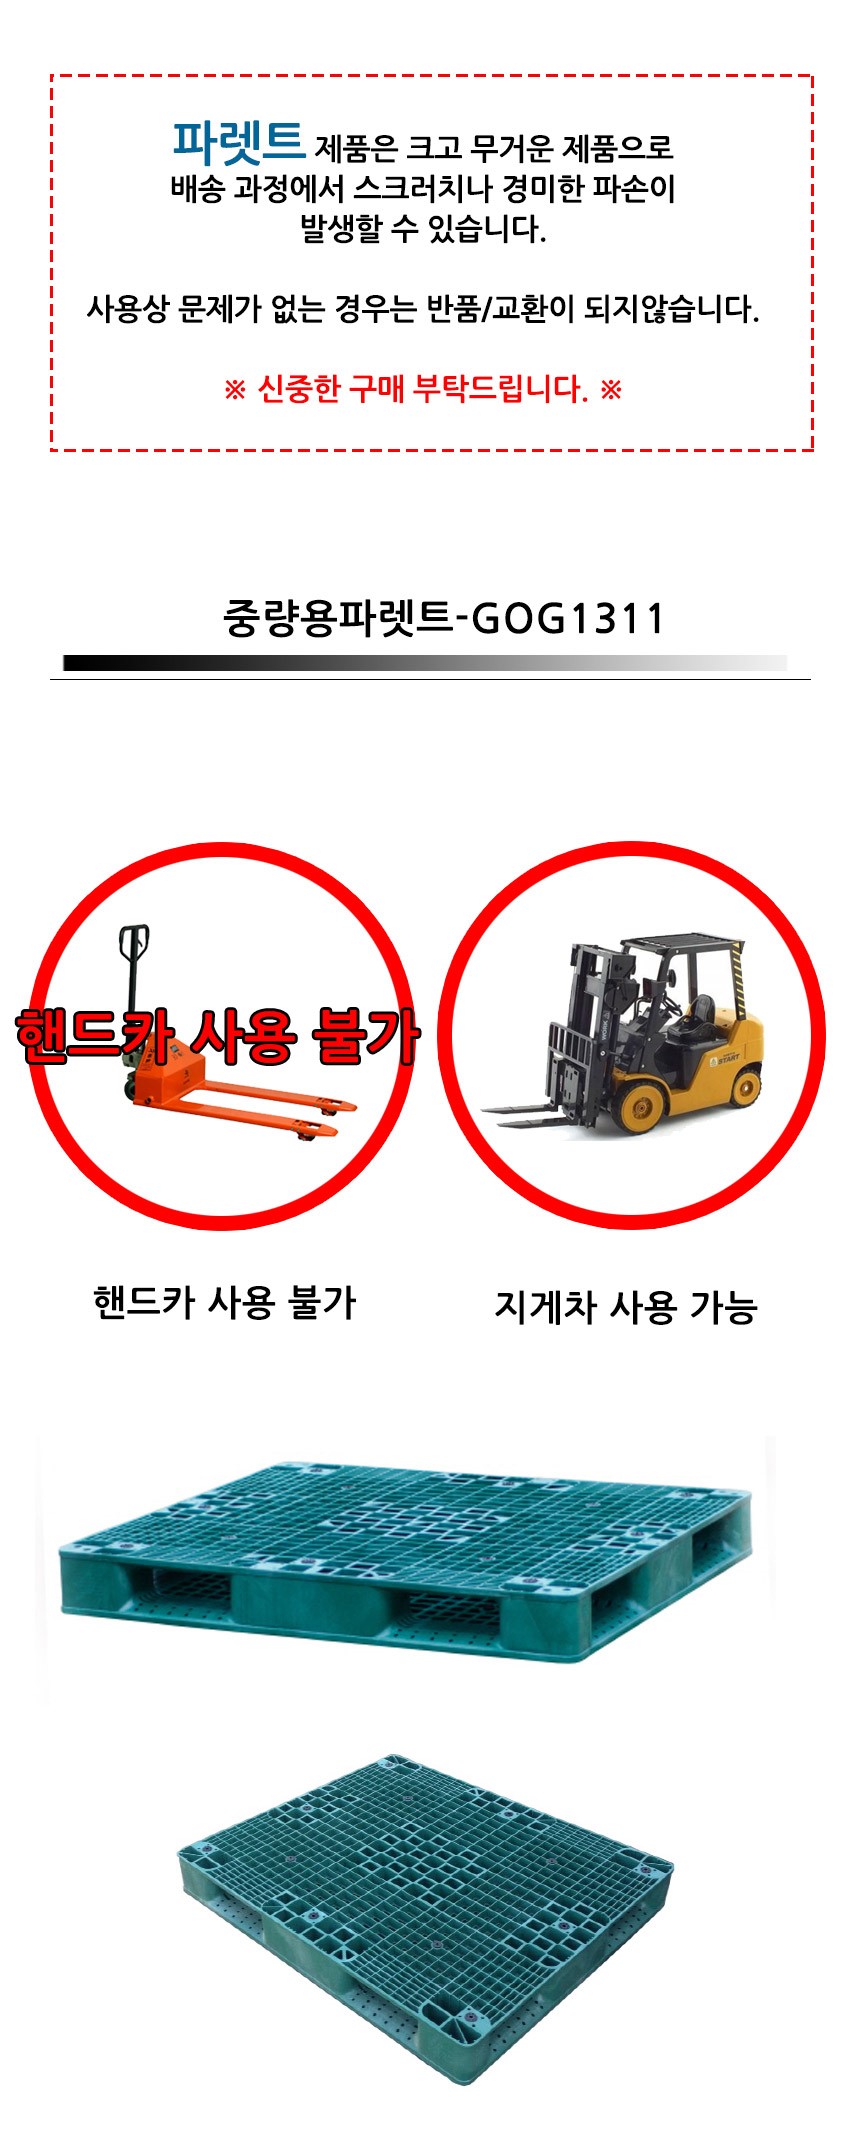 파렛트 제품은 크고 무거운 제품으로
배송 과정에서 스크러치나 경미한 파손이
발생할 수 있습니다.
사용상 문제가 없는 경우는 반품/교환이 되지않습니다.
※ 신중한 구매 부탁드립니다. ※
중량용파렛트-GOG1311
핸드카 사용 불가
WORK
START
핸드카 사용 불가
지게차 사용 가능